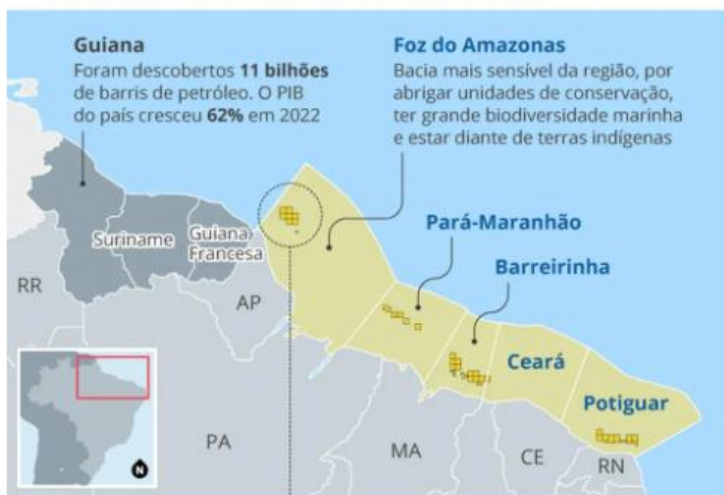 Guiana
Foram descobertos 11 bilhões
de barris de petróleo. O PIB
do país cresceu 62% em 2022
Foz do Amazonas
Bacia mais sensível da região, por
abrigar unidades de conservação,
ter grande biodiversidade marinha
e estar diante de terras indígenas
Pará-Maranhão
Barreirinha
Suriname
Guiana
Francesa
RR
AP
Ceará
Potiguar
PA
MA
CE
RN
N